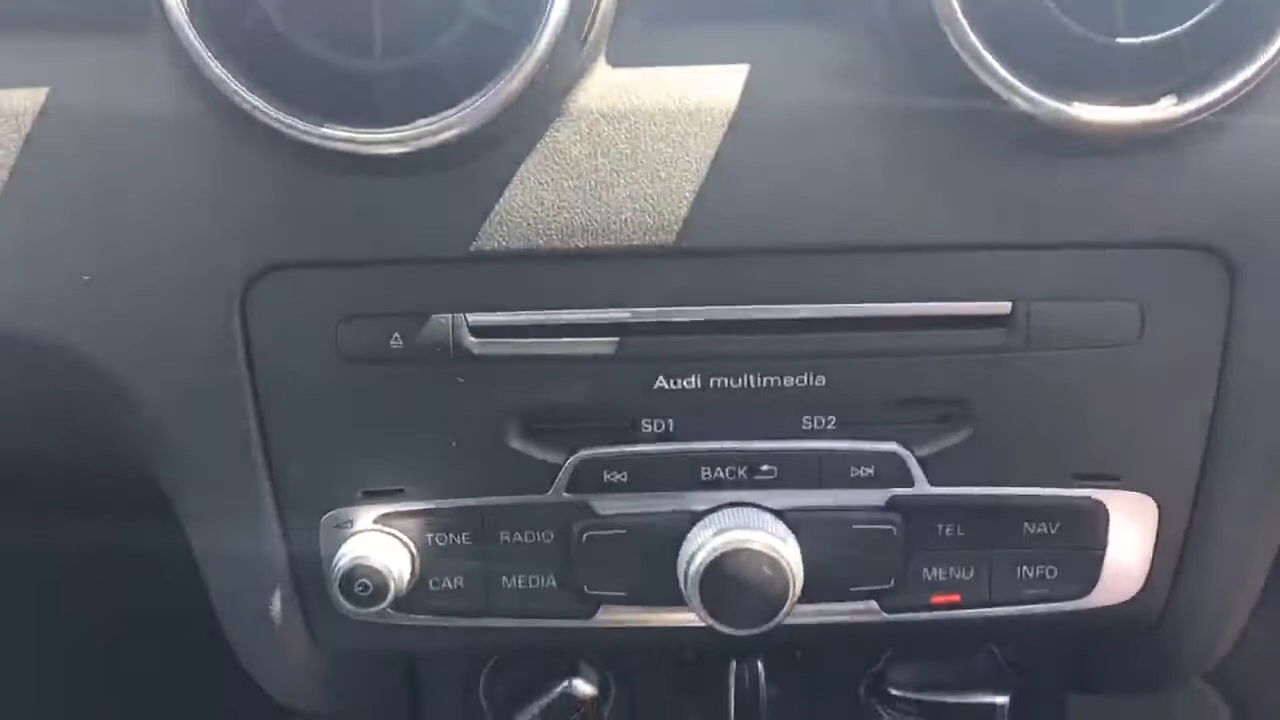 Audi multimedia
SD1 SD2
BACK
TONE RADIO TEL NAV
CAR MEDIA MENU INFO